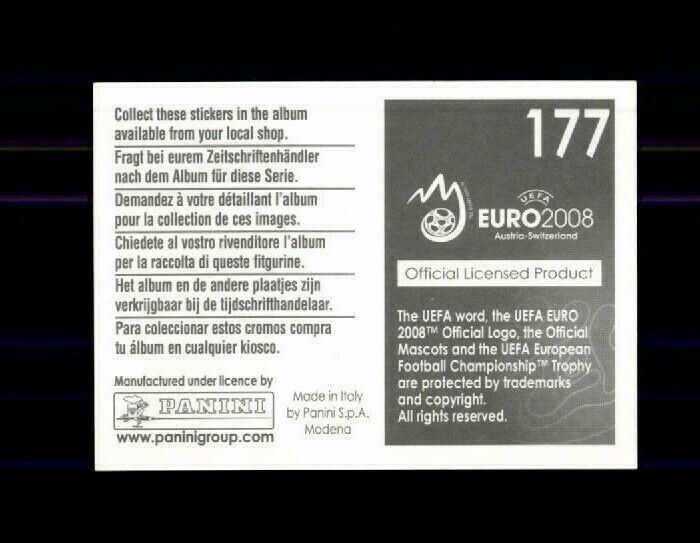 Collect these stickers in the album
available from your local shop.
Fragt bei eurem Zeitschriftenhändler
nach dem Album für diese Serie.
Demandez à votre détaillant l'album
pour la collection de ces images.
Chiedete al vostro rivenditore l'album
per la raccolta di queste fitgurine.
Het album en de andere plaatjes zijn
verkrijgbaar bij de tijdschrifthandelaar.
Para coleccionar estos cromos compra
tu álbum en cualquier kiosco.
Manufactured under licence by
PANINI
www.paninigroup.com
Made in Italy
by Panini S.p.A.
Modena
177
UEFA
EURO2008
Austria-Switzerland
Official Licensed Product
The UEFA word, the UEFA EURO
2008™ Official Logo, the Official
Mascots and the UEFA European
Football Championship™ Trophy
are protected by trademarks
and copyright.
All rights reserved.